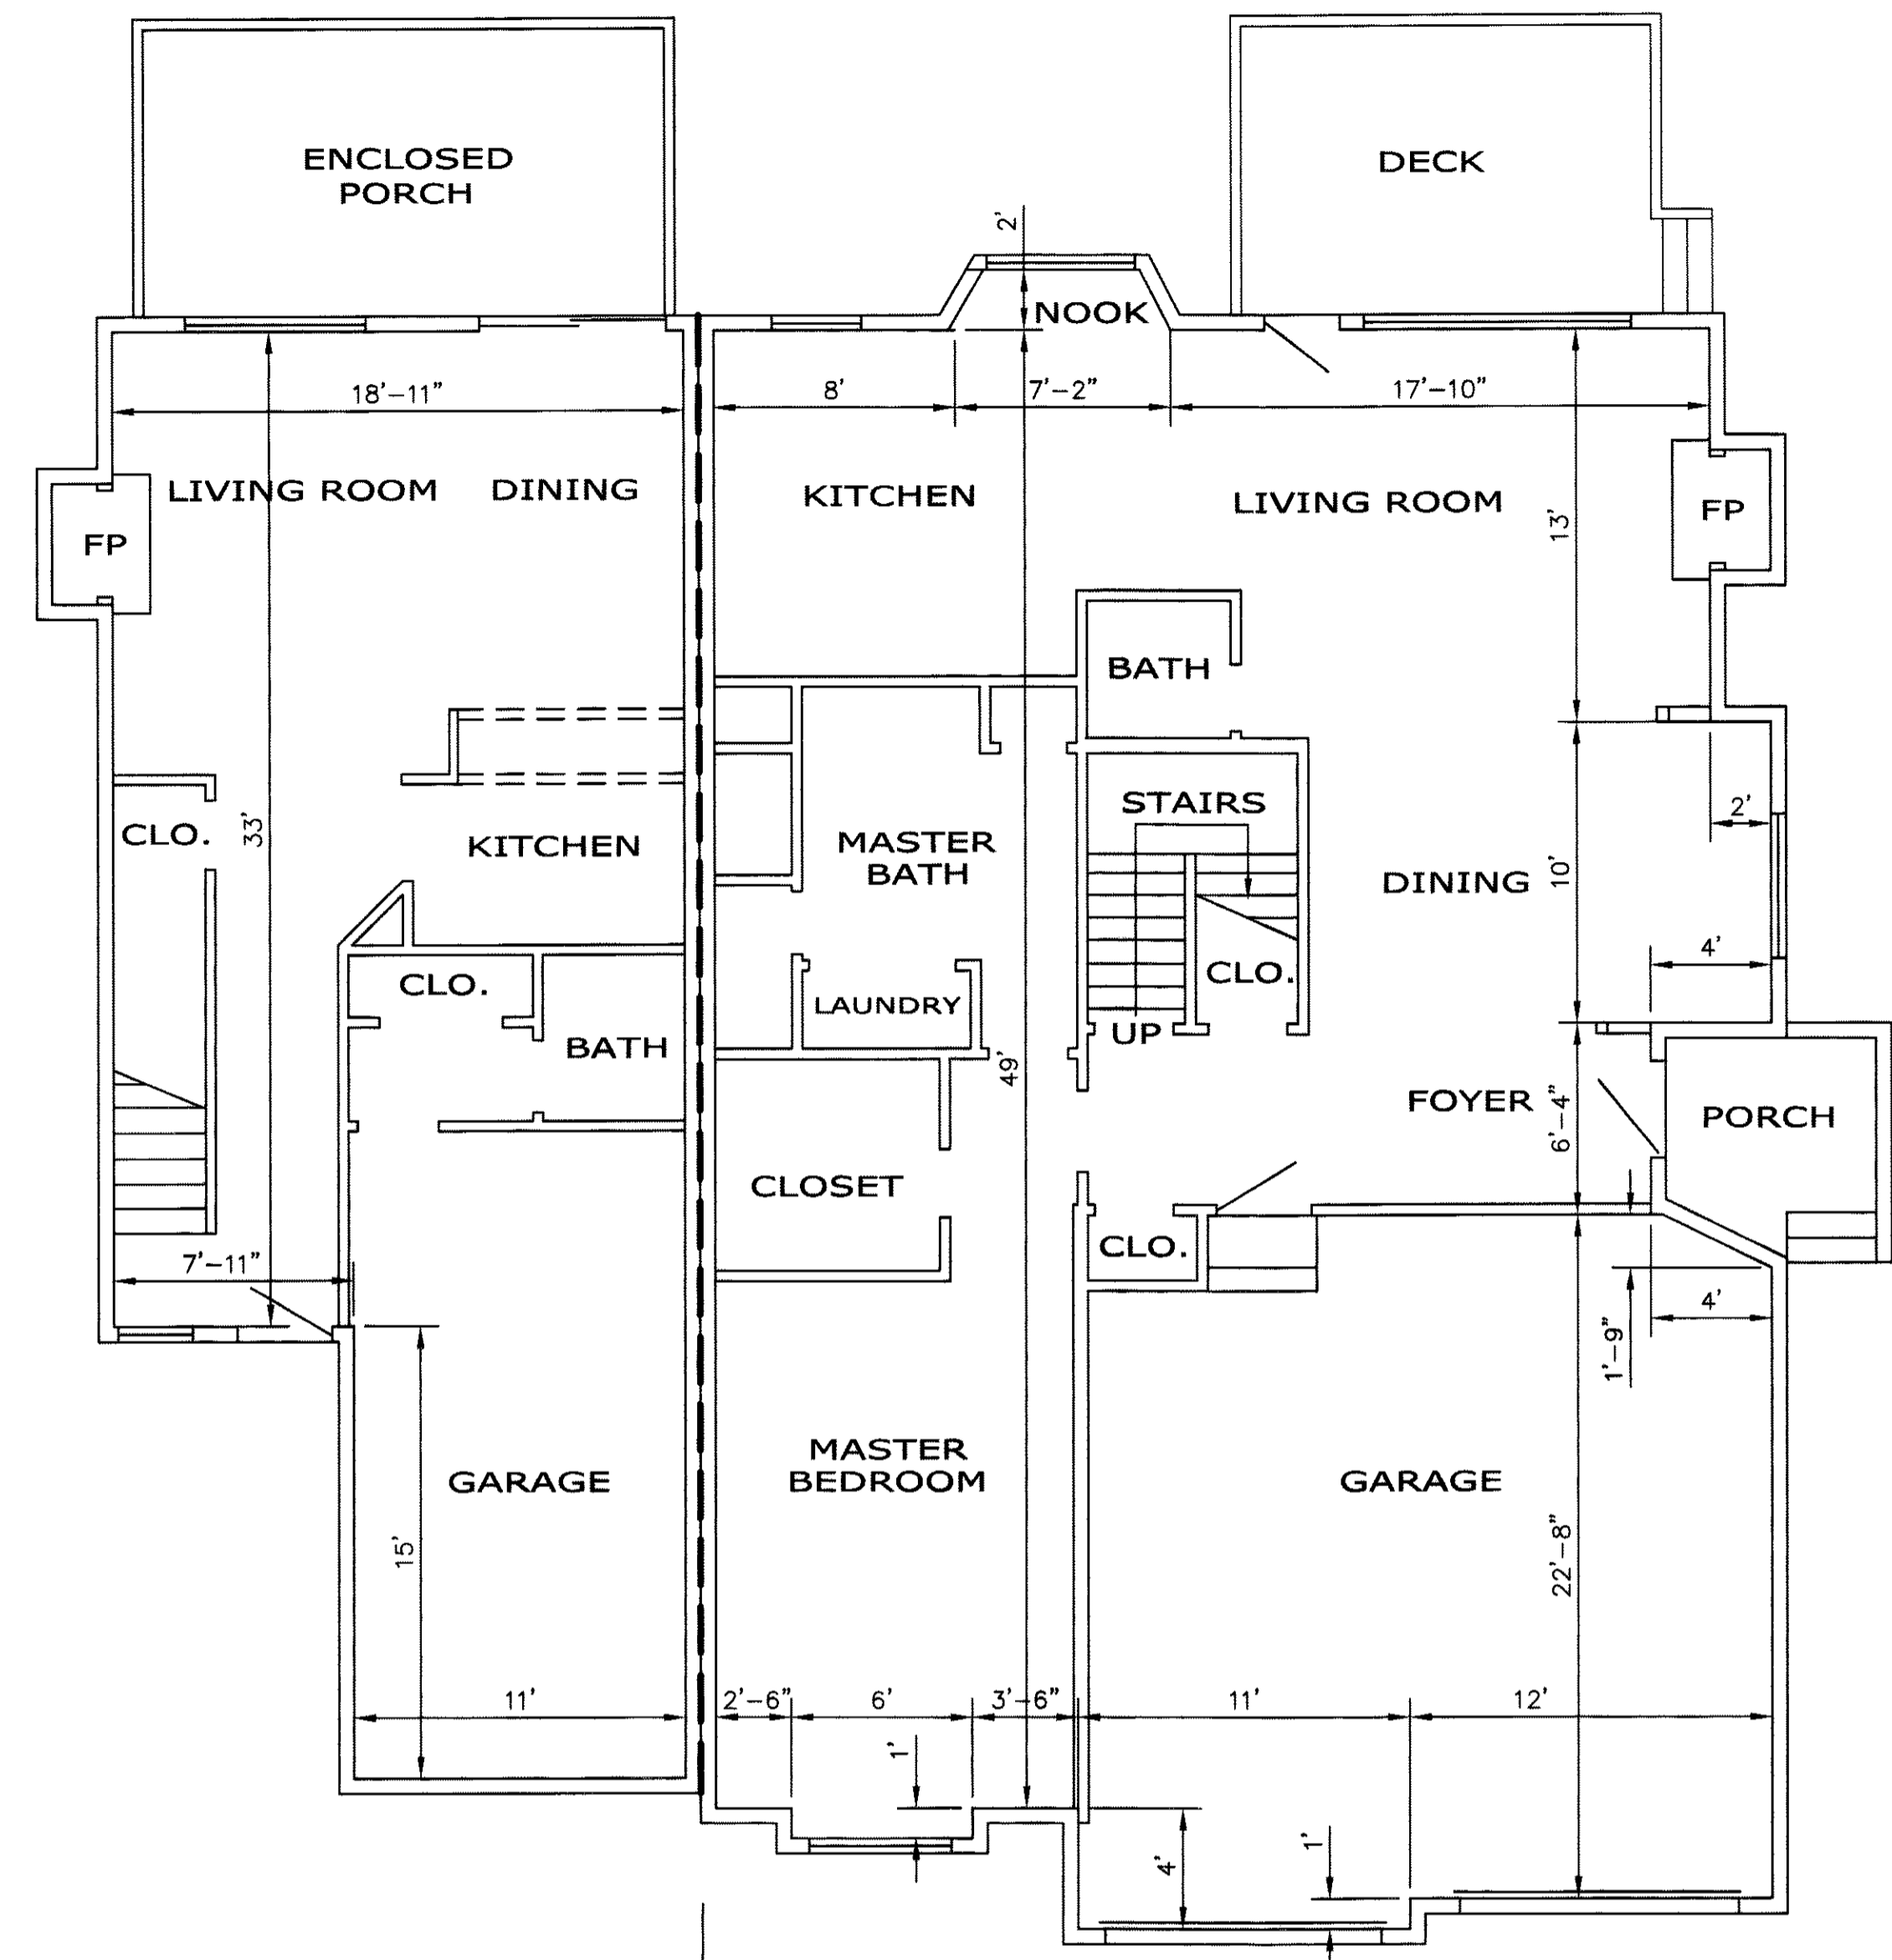 ENCLOSED
PORCH
DECK
2'
NOOK
18'-11"
8'
7'-2"
17'-10"
LIVING ROOM
DINING
KITCHEN
LIVING ROOM
FP
FP
13'
BATH
CLO.
33'
KITCHEN
MASTER
BATH
STAIRS
2'
DINING
10'
4'
CLO.
LAUNDRY
CLO.
UP
BATH
49'
FOYER
6'-4"
PORCH
CLOSET
7'-11"
CLO.
4'
1'-9"
GARAGE
MASTER
BEDROOM
GARAGE
15'
22'-8"
11'
2'-6"
6'
3'-6"
11'
12'
1'
4'
1'